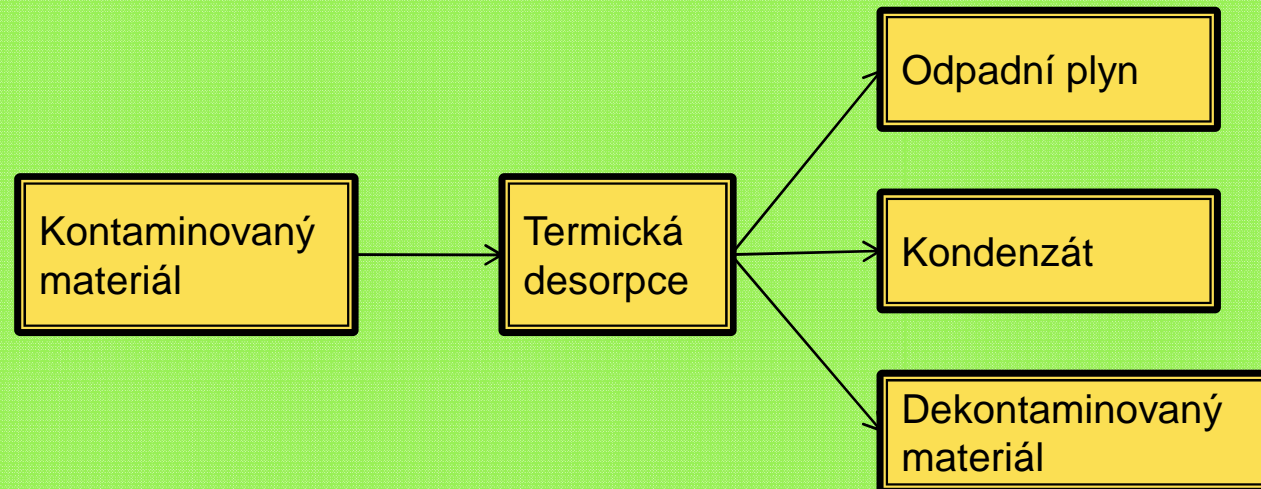 Odpadní plyn
Kontaminovaný
materiál
Termická
desorpce
Kondenzát
Dekontaminovaný
materiál